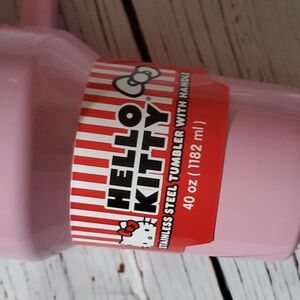 HELLO
KITTY®
STAINLESS STEEL TUMBLER WITH HANDLE
40 oz (1182 ml)